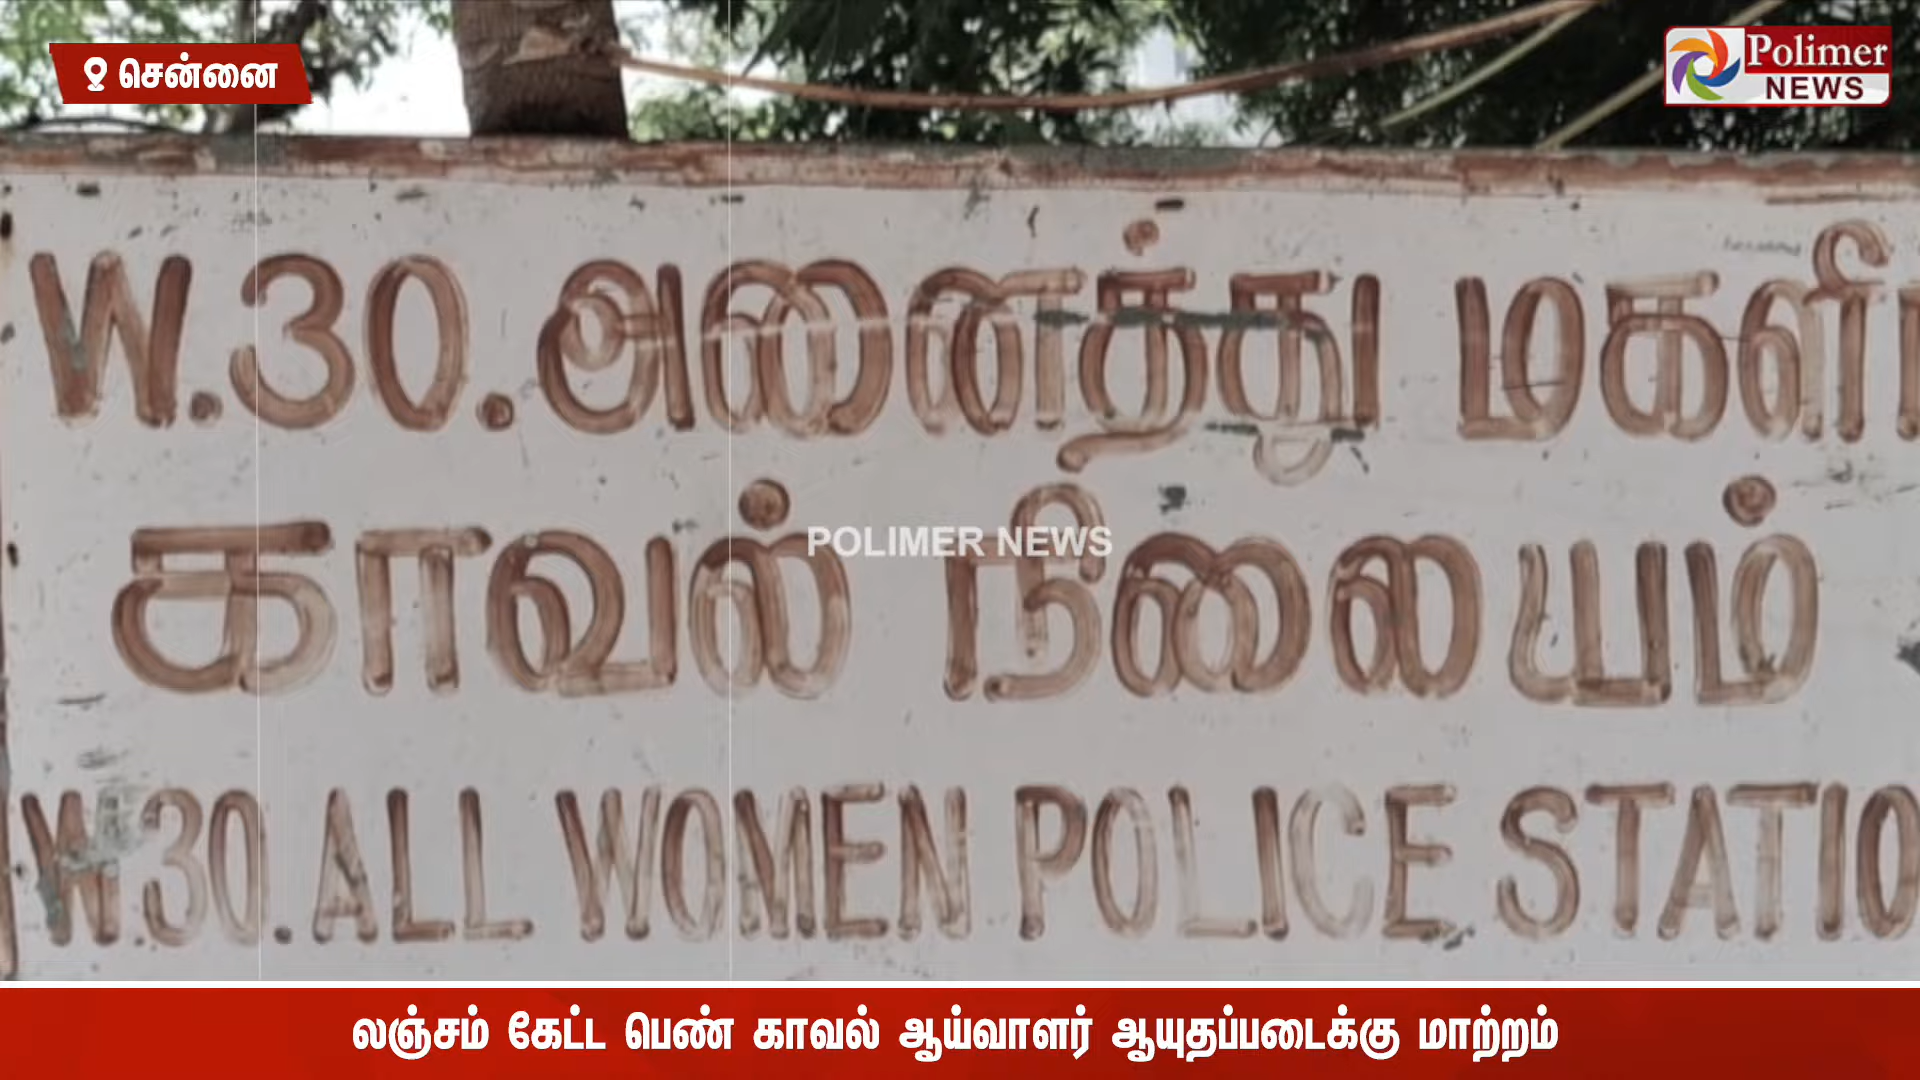 சென்னை
Polimer
NEWS
W.30.அனைத்து மகளி
காவல் நிலையம்
POLIMER NEWS
W.30.ALL WOMEN POLICE STATIO
லஞ்சம் கேட்ட பெண் காவல் ஆய்வாளர் ஆயுதப்படைக்கு மாற்றம்